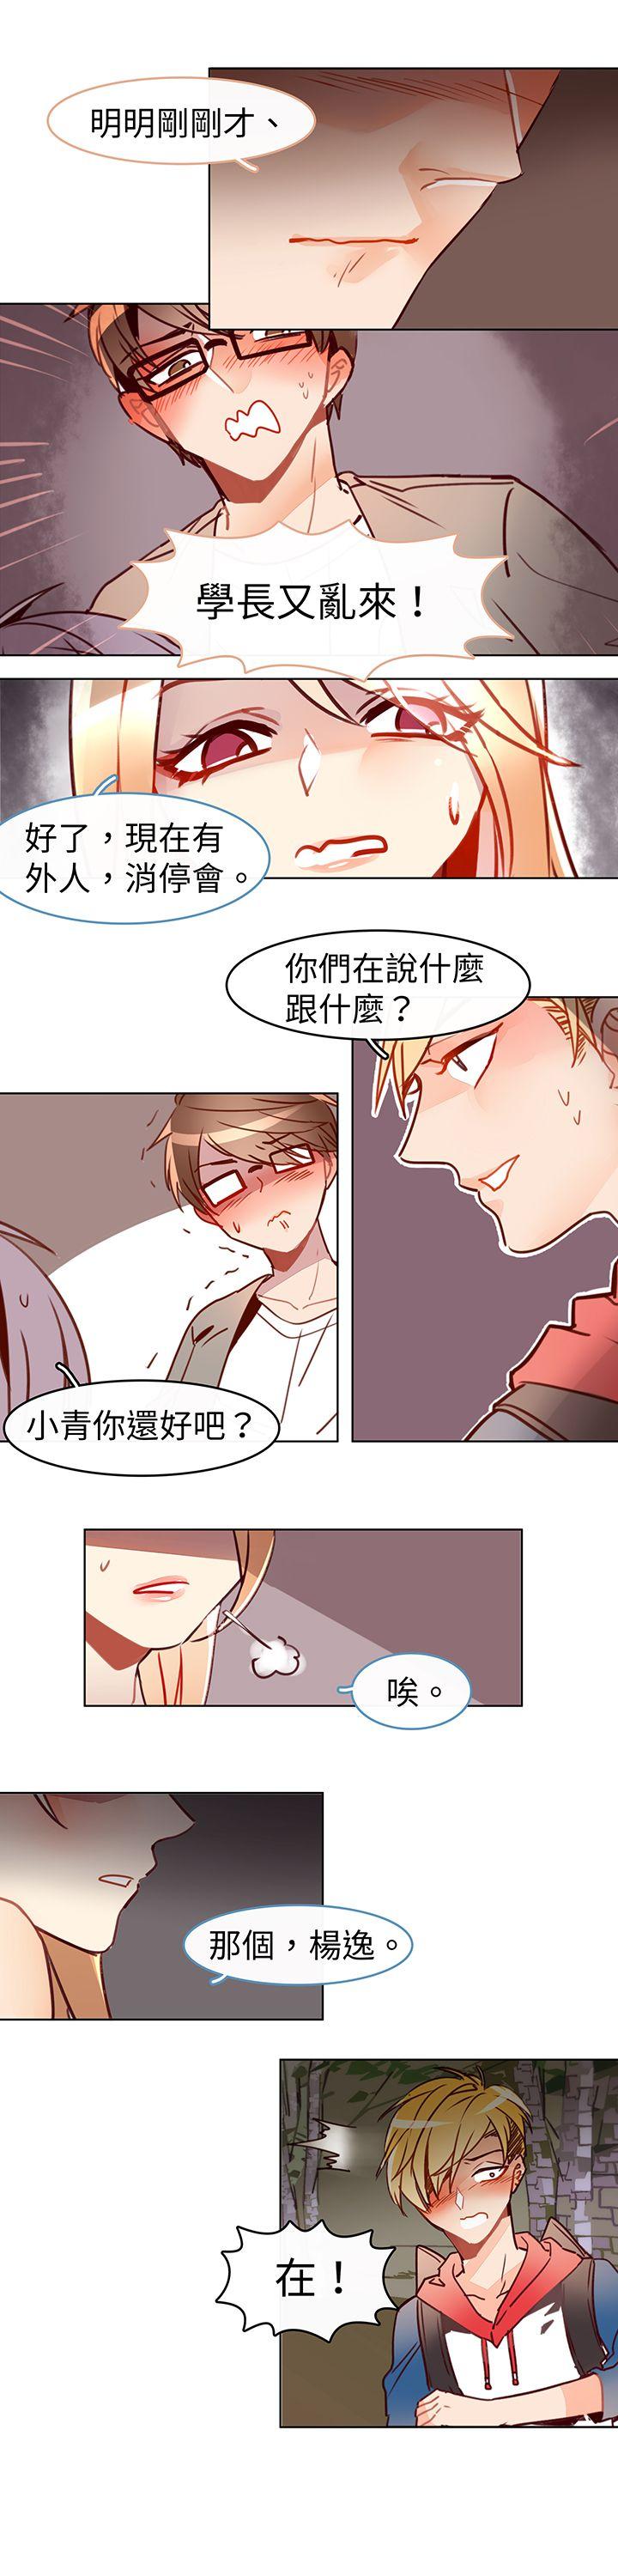 明明剛剛才、
學長又亂來！
好了，現在有
外人，消停會。
你們在說什麼
跟什麼？
小青你還好吧？
唉。
那個，楊逸。
在！